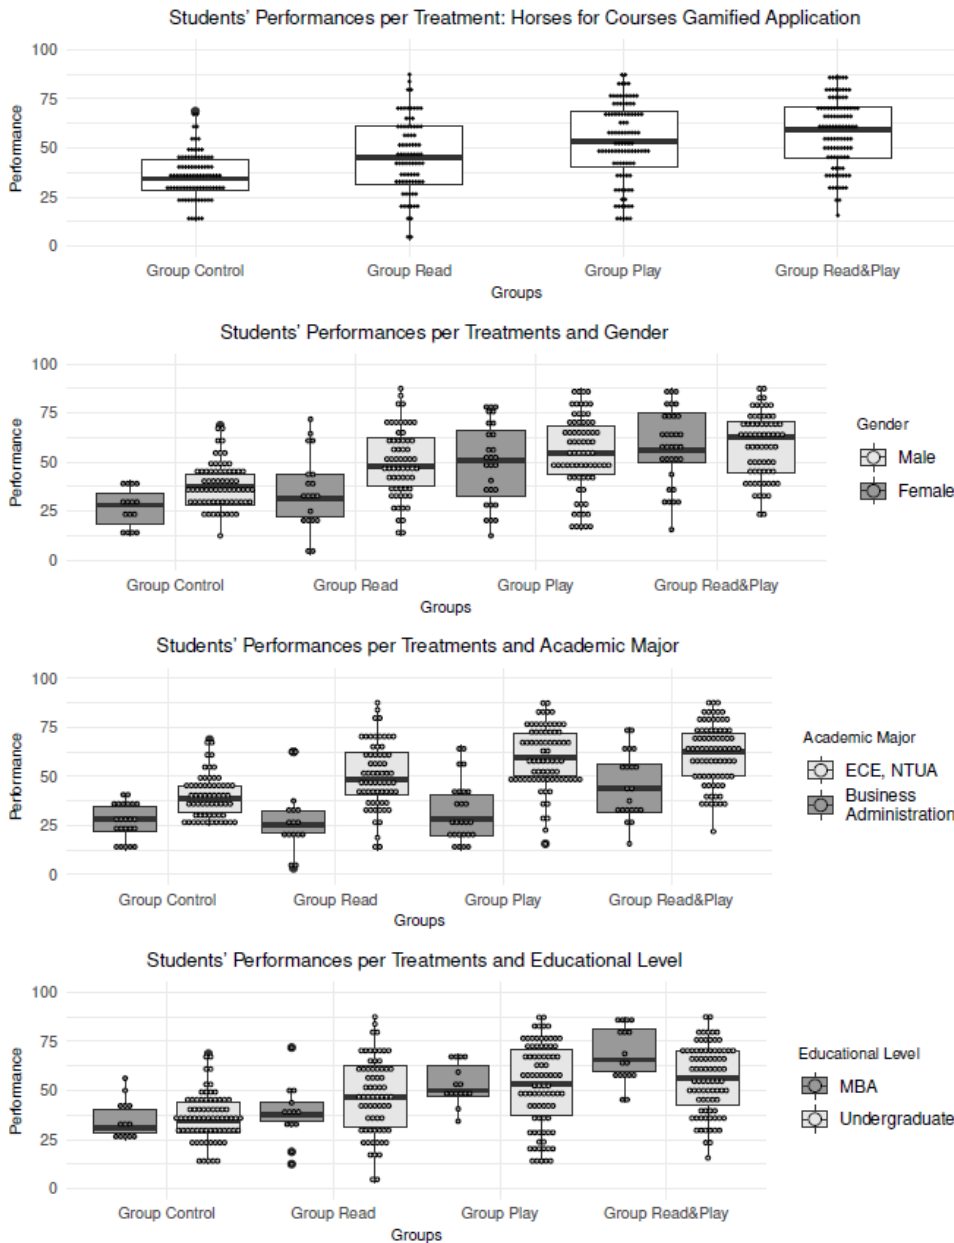 Students' Performances per Treatment: Horses for Courses Gamified Application
100
75
50
25
0
Performance
Group Control
Group Read
Group Play
Group Read&Play
Groups
Students' Performances per Treatments and Gender
100
75
50
25
0
Performance
Group Control
Group Read
Group Play
Group Read&Play
Groups
Gender
Male
Female
Students' Performances per Treatments and Academic Major
100
75
50
25
0
Performance
Group Control
Group Read
Group Play
Group Read&Play
Groups
Academic Major
ECE, NTUA
Business
Administration
Students' Performances per Treatments and Educational Level
100
75
50
25
0
Performance
Group Control
Group Read
Group Play
Group Read&Play
Groups
Educational Level
MBA
Undergraduate